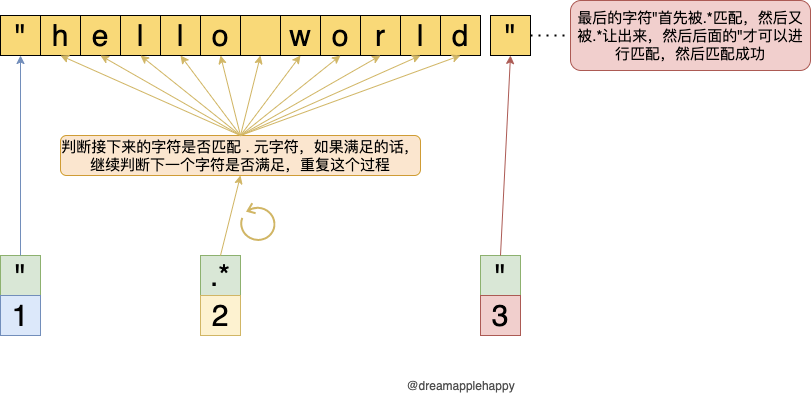 " h e l l o w o r l d "
最后的字符"首先被.*匹配，然后又
被.*让出来，然后后面的"才可以进
行匹配，然后匹配成功
判断接下来的字符是否匹配 . 元字符，如果满足的话，
继续判断下一个字符是否满足，重复这个过程
" .* "
1 2 3
@dreamapplehappy